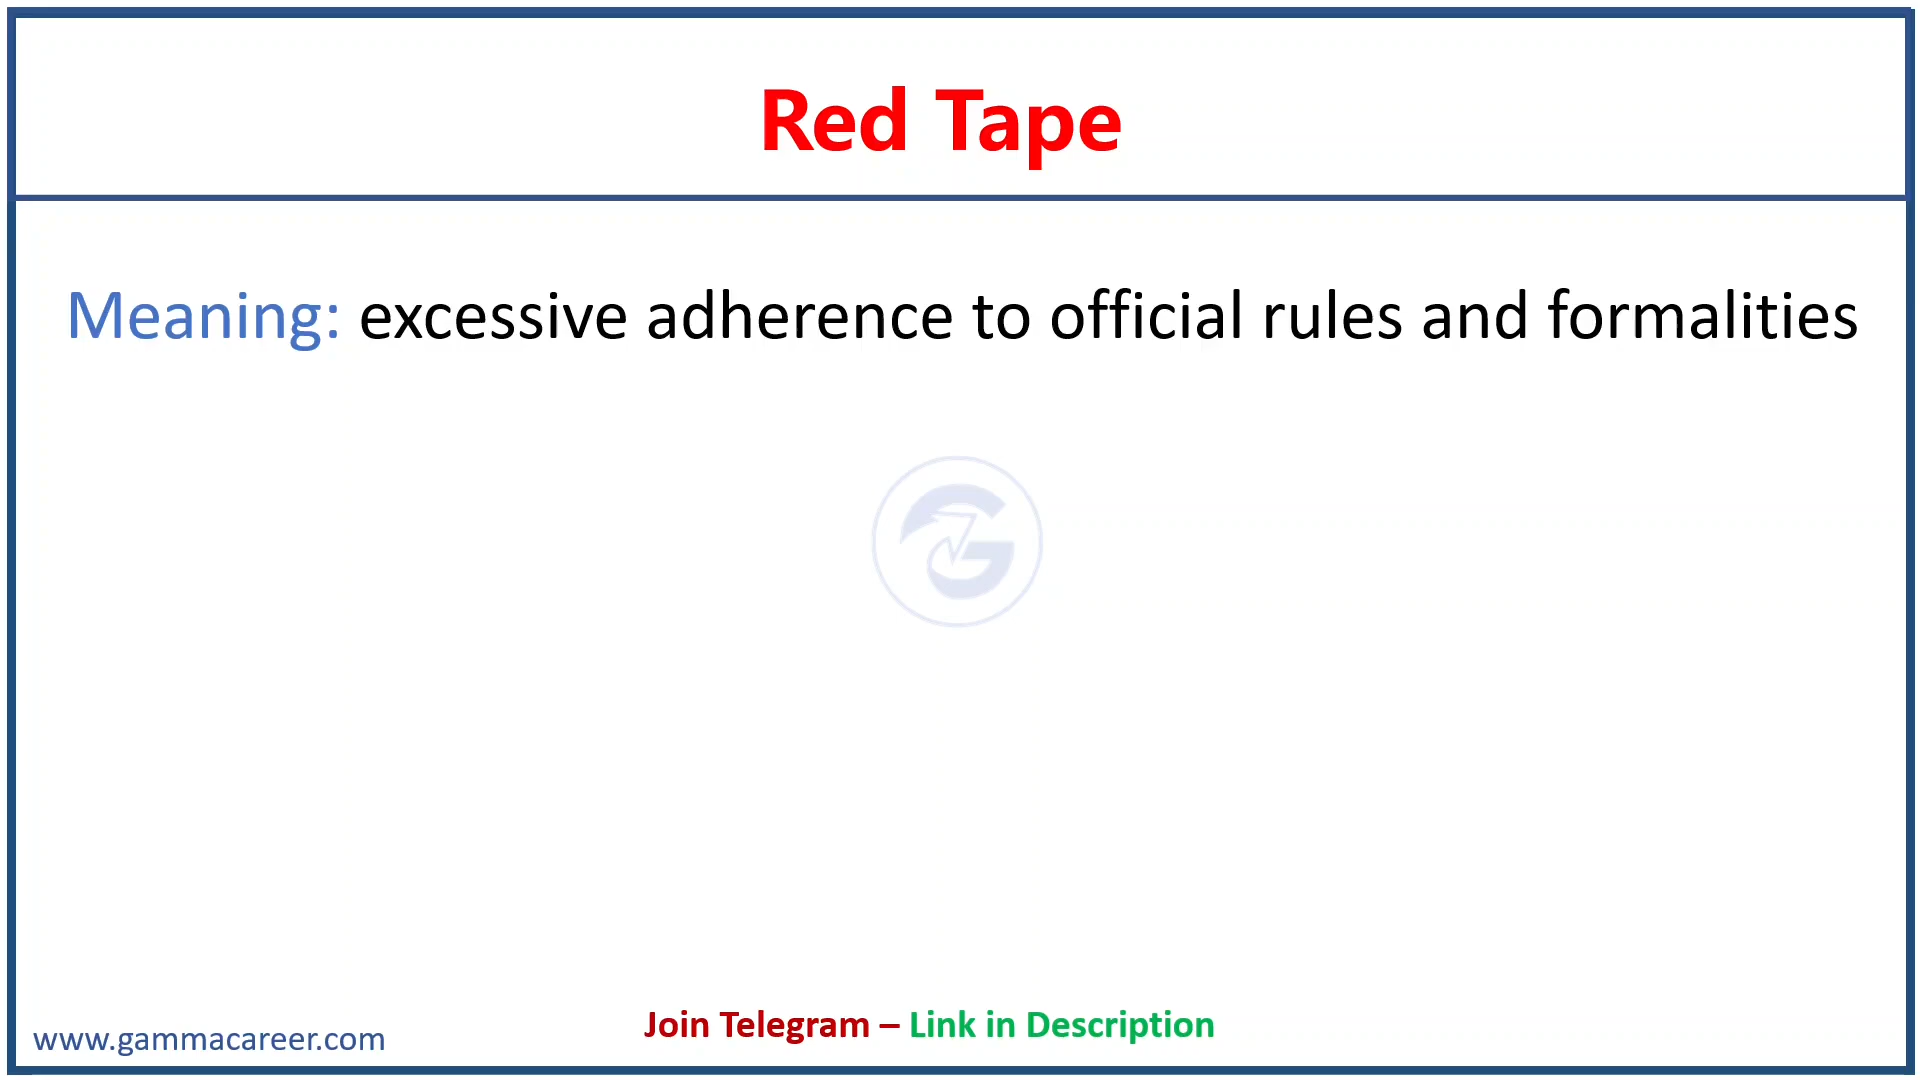 Red Tape
Meaning: excessive adherence to official rules and formalities
Join Telegram – Link in Description
www.gammacareer.com